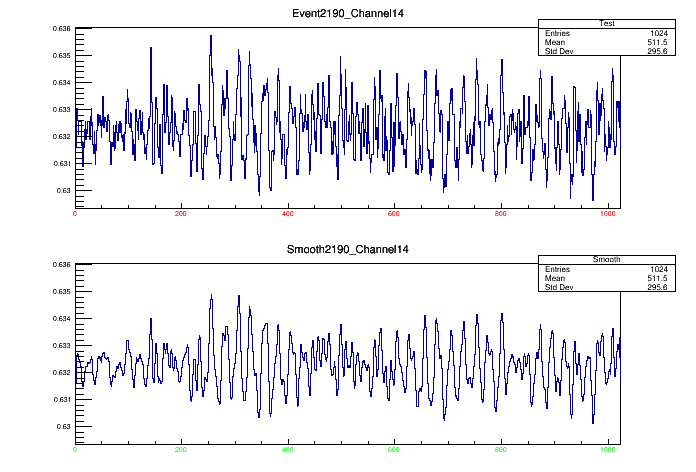 Event2190_Channel14
Test
Entries 1024
Mean 511.5
Std Dev 295.6
0.636
0.635
0.634
0.633
0.632
0.631
0.63
0 200 400 600 800 1000
Smooth2190_Channel14
Smooth
Entries 1024
Mean 511.5
Std Dev 295.6
0.636
0.635
0.634
0.633
0.632
0.631
0.63
0 200 400 600 800 1000